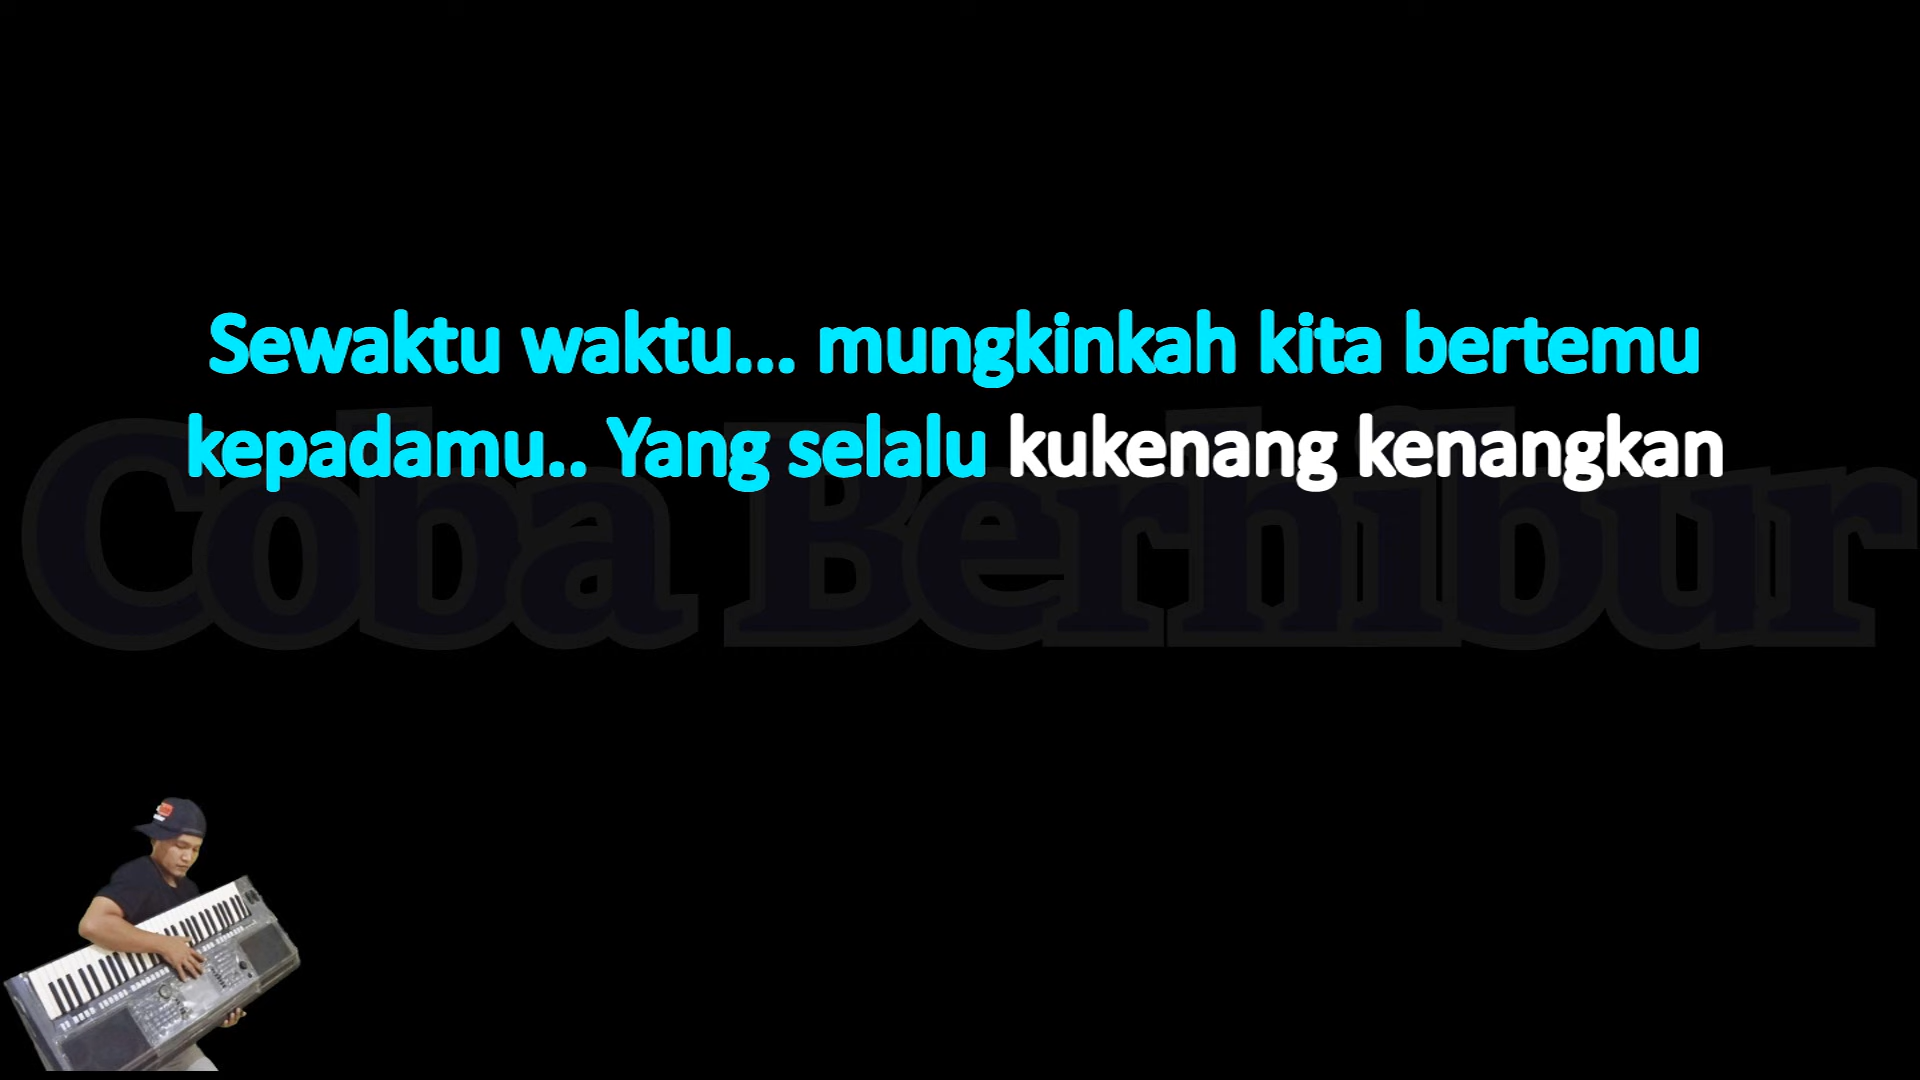 Sewaktu waktu... mungkinkah kita bertemu
kepadamu.. Yang selalu kukenang kenangkan
Coba Berhibur